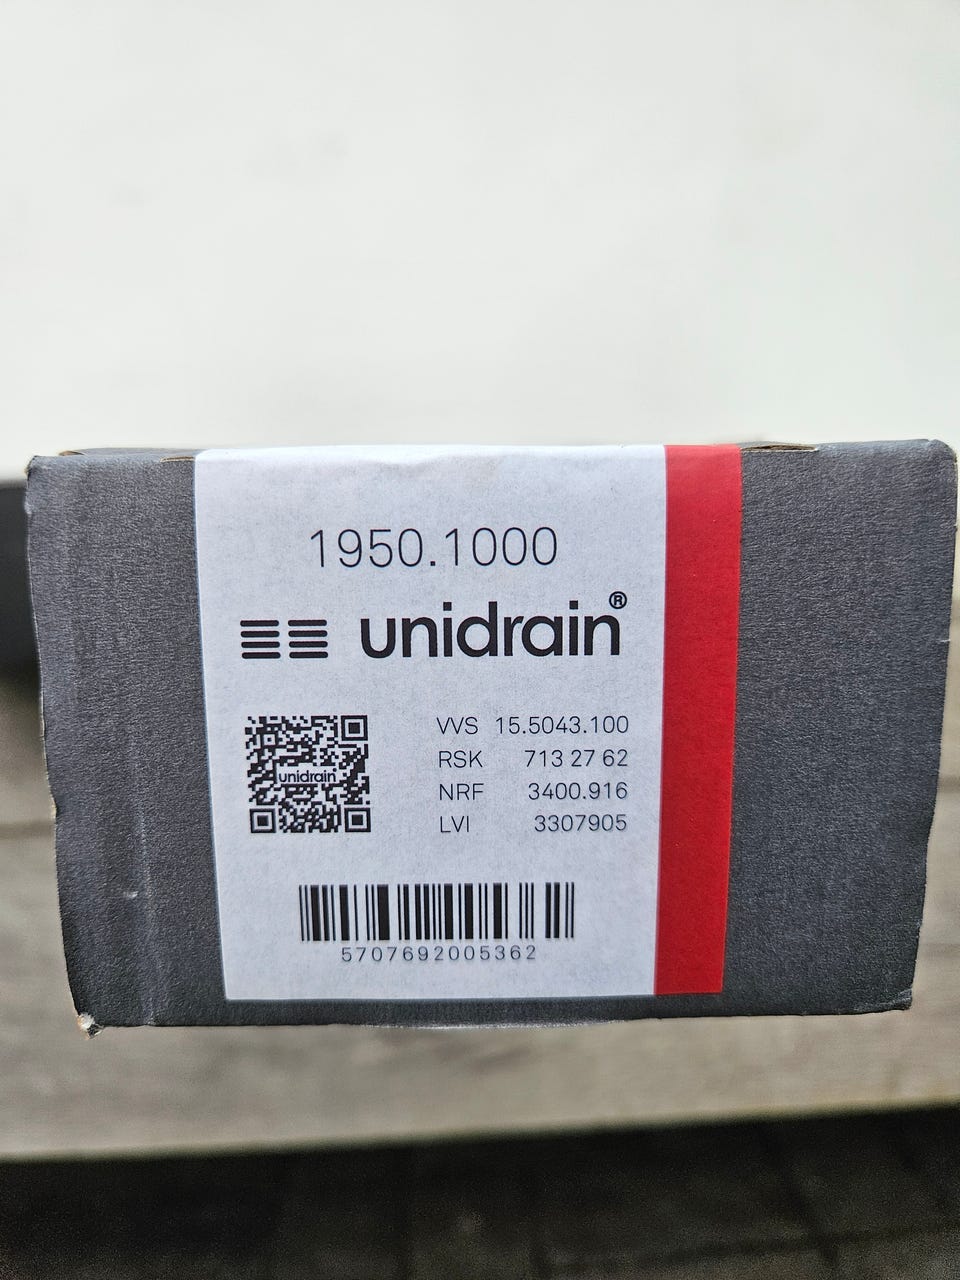 1950.1000
unidrain®
unidrain
VVS 15.5043.100
RSK 713 27 62
NRF 3400.916
LVI 3307905
5707692005362